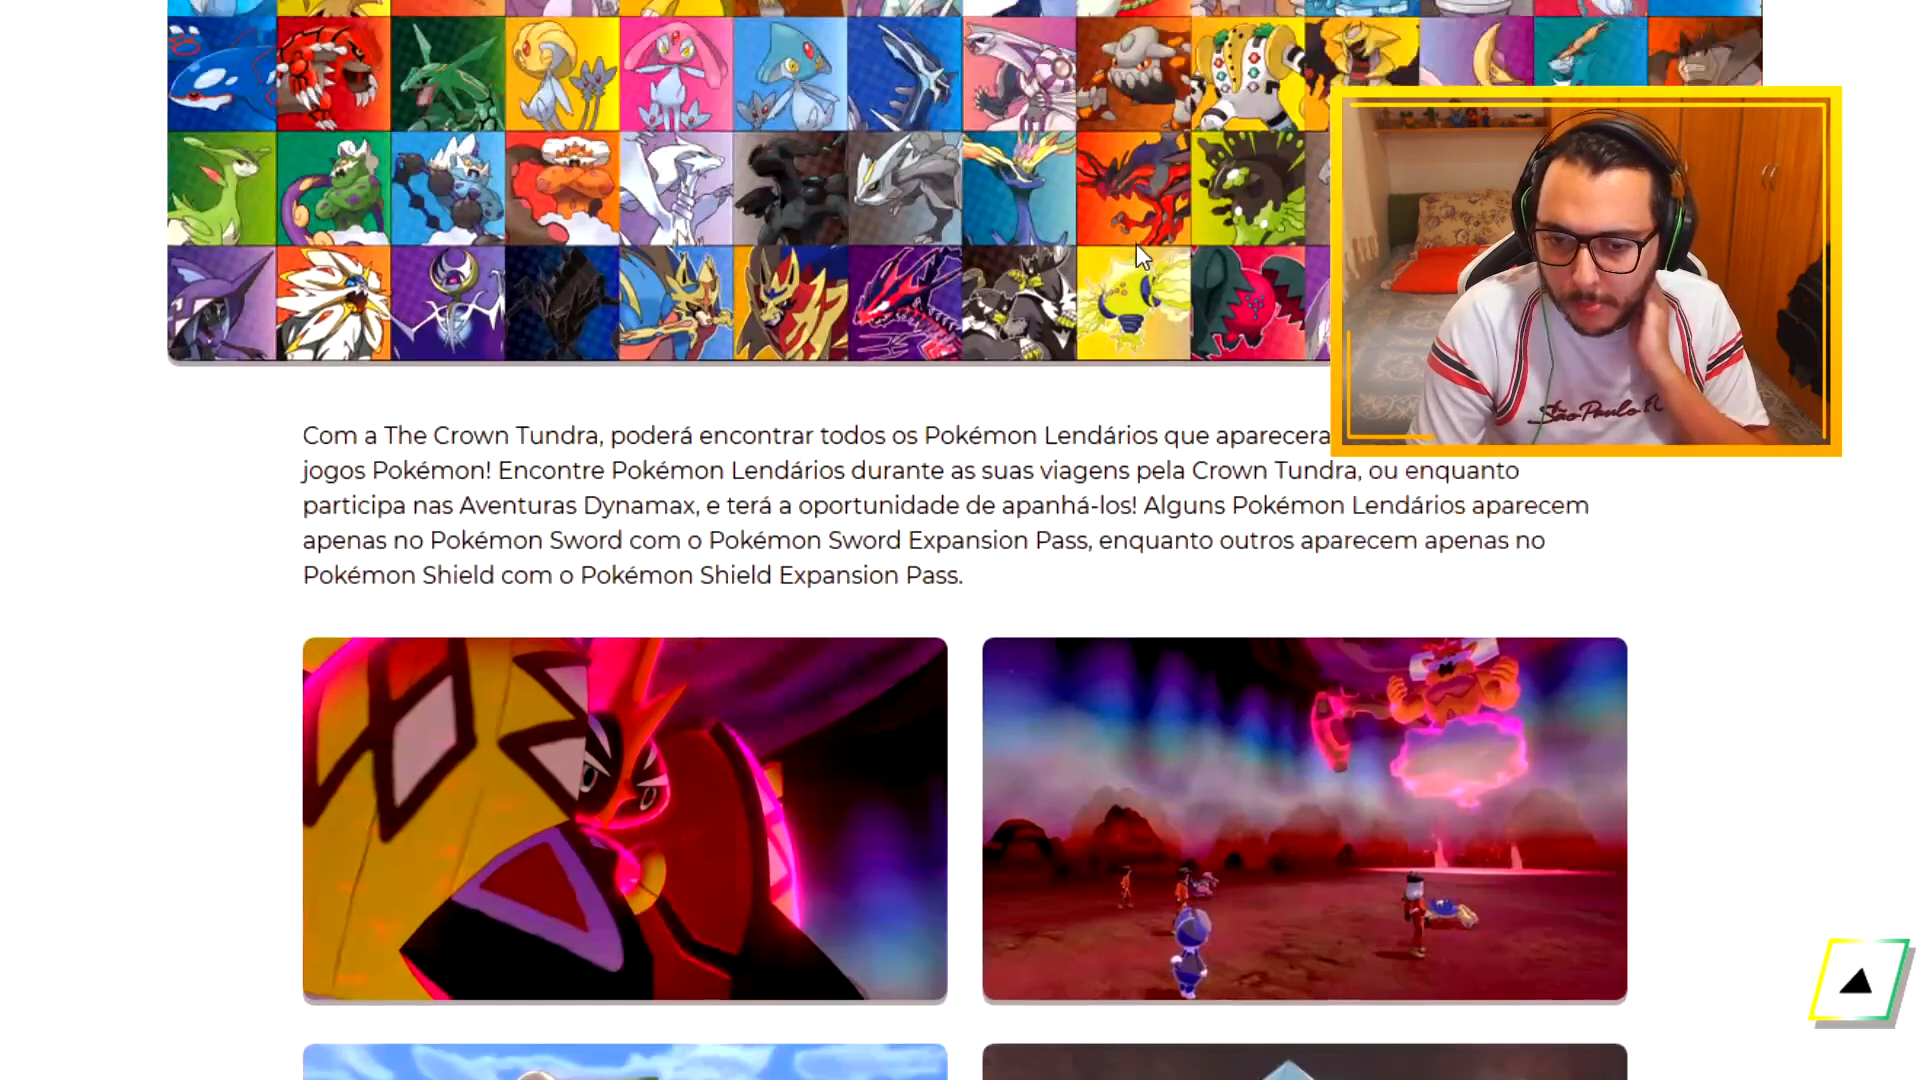 Com a The Crown Tundra, poderá encontrar todos os Pokémon Lendários que aparecera
jogos Pokémon! Encontre Pokémon Lendários durante as suas viagens pela Crown Tundra, ou enquanto
participa nas Aventuras Dynamax, e terá a oportunidade de apanhá-los! Alguns Pokémon Lendários aparecem
apenas no Pokémon Sword com o Pokémon Sword Expansion Pass, enquanto outros aparecem apenas no
Pokémon Shield com o Pokémon Shield Expansion Pass.
São Paulo F